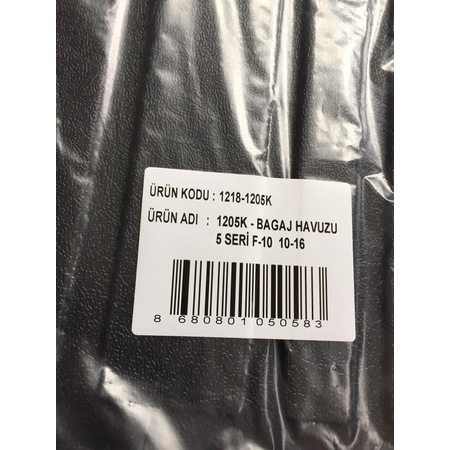 ÜRÜN KODU : 1218-1205K
ÜRÜN ADI : 1205K - BAGAJ HAVUZU
5 SERİ F-10 10-16
8 680801 050583